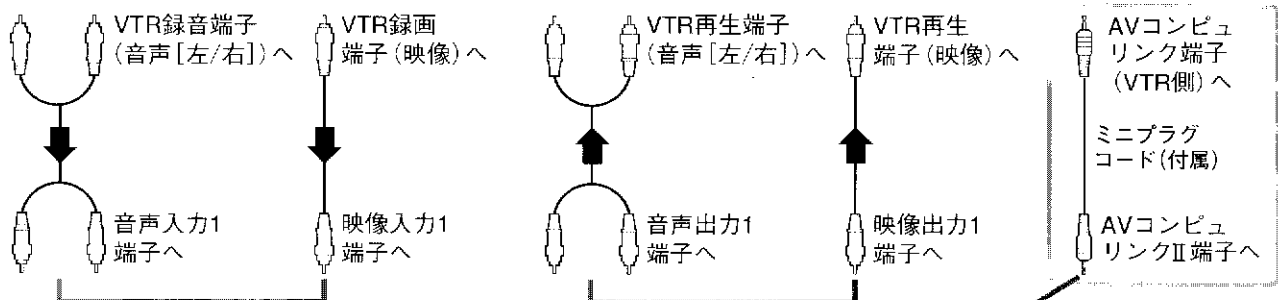 VTR録音端子
(音声[左/右])へ
VTR録画
端子(映像)へ
VTR再生端子
(音声[左/右])へ
VTR再生
端子(映像)へ
AVコンピュ
リンク端子
(VTR側)へ
ミニプラグ
コード(付属)
音声入力1
端子へ
映像入力1
端子へ
音声出力1
端子へ
映像出力1
端子へ
AVコンピュ
リンクⅡ端子へ